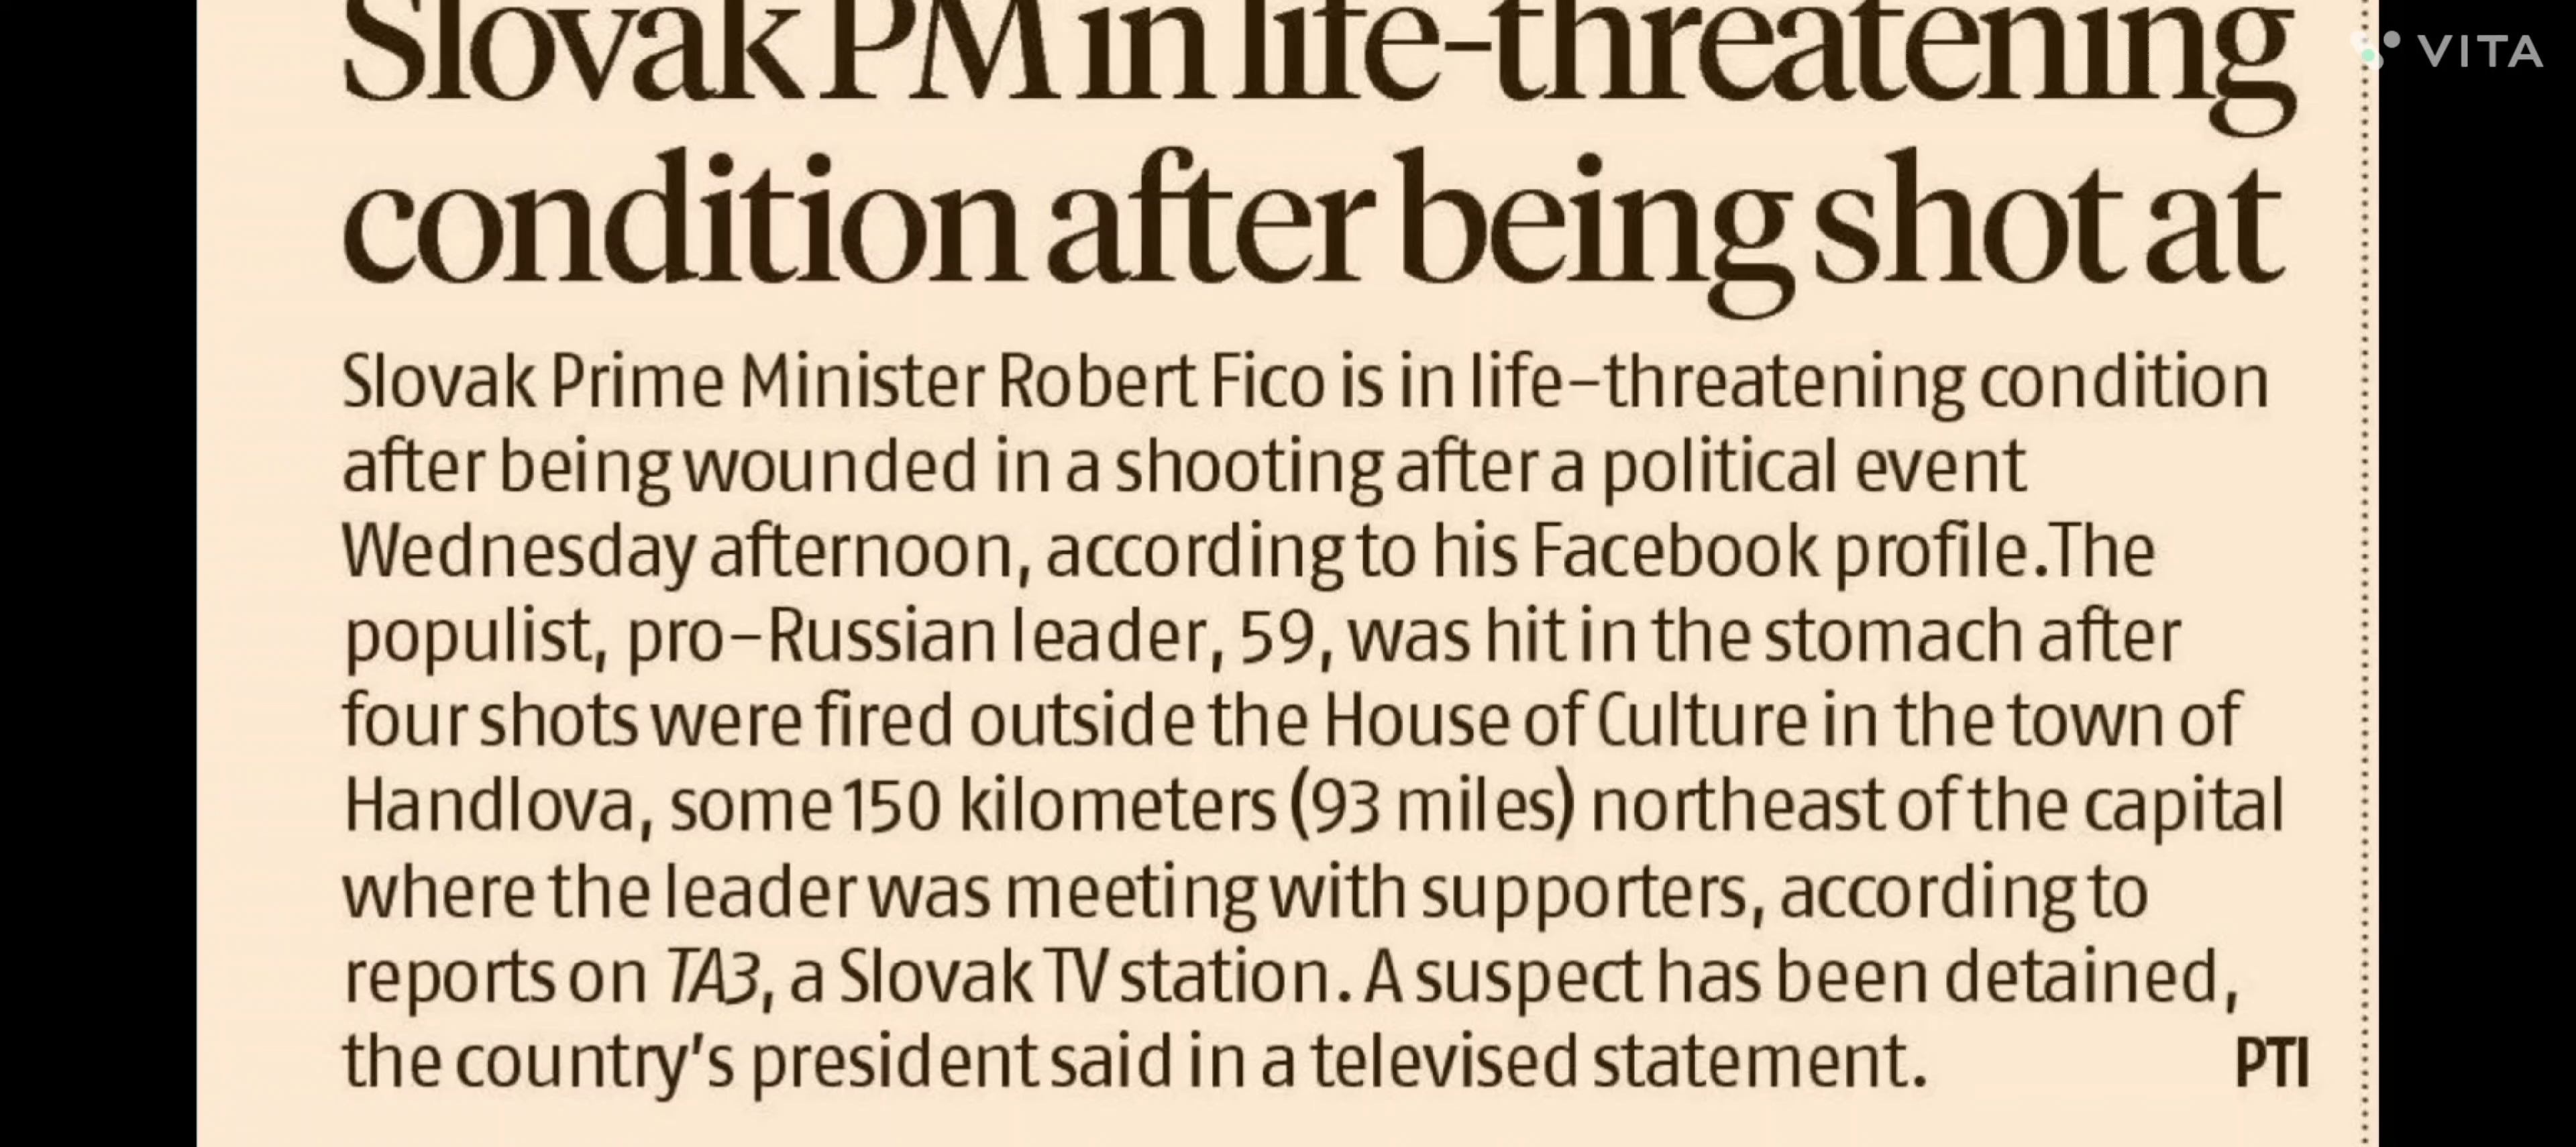 Slovak PM in life-threatening
condition after being shot at
Slovak Prime Minister Robert Fico is in life-threatening condition
after being wounded in a shooting after a political event
Wednesday afternoon, according to his Facebook profile.The
populist, pro-Russian leader, 59, was hit in the stomach after
four shots were fired outside the House of Culture in the town of
Handlova, some 150 kilometers (93 miles) northeast of the capital
where the leader was meeting with supporters, according to
reports on TA3, a Slovak TV station. A suspect has been detained,
the country's president said in a televised statement. PTI
VITA